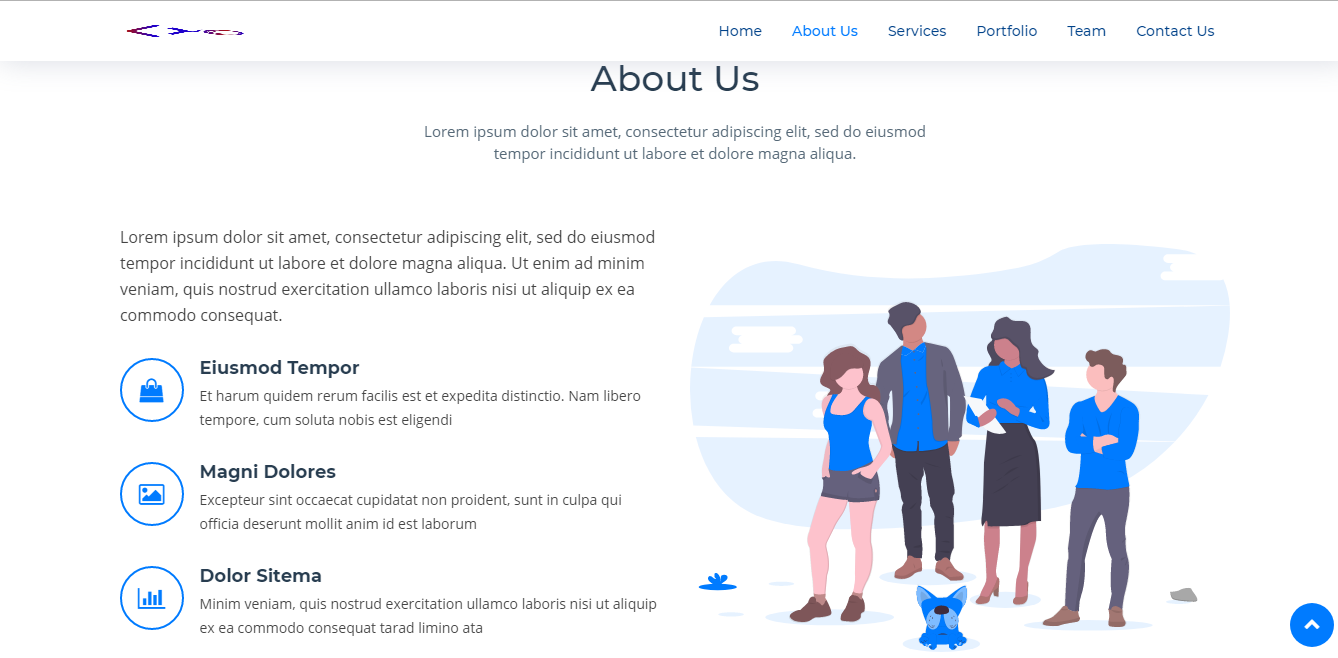 Home About Us Services Portfolio Team Contact Us
About Us
Lorem ipsum dolor sit amet, consectetur adipiscing elit, sed do eiusmod
tempor incididunt ut labore et dolore magna aliqua.
Lorem ipsum dolor sit amet, consectetur adipiscing elit, sed do eiusmod
tempor incididunt ut labore et dolore magna aliqua. Ut enim ad minim
veniam, quis nostrud exercitation ullamco laboris nisi ut aliquip ex ea
commodo consequat.
Eiusmod Tempor
Et harum quidem rerum facilis est et expedita distinctio. Nam libero
tempore, cum soluta nobis est eligendi
Magni Dolores
Excepteur sint occaecat cupidatat non proident, sunt in culpa qui
officia deserunt mollit anim id est laborum
Dolor Sitema
Minim veniam, quis nostrud exercitation ullamco laboris nisi ut aliquip
ex ea commodo consequat tarad limino ata